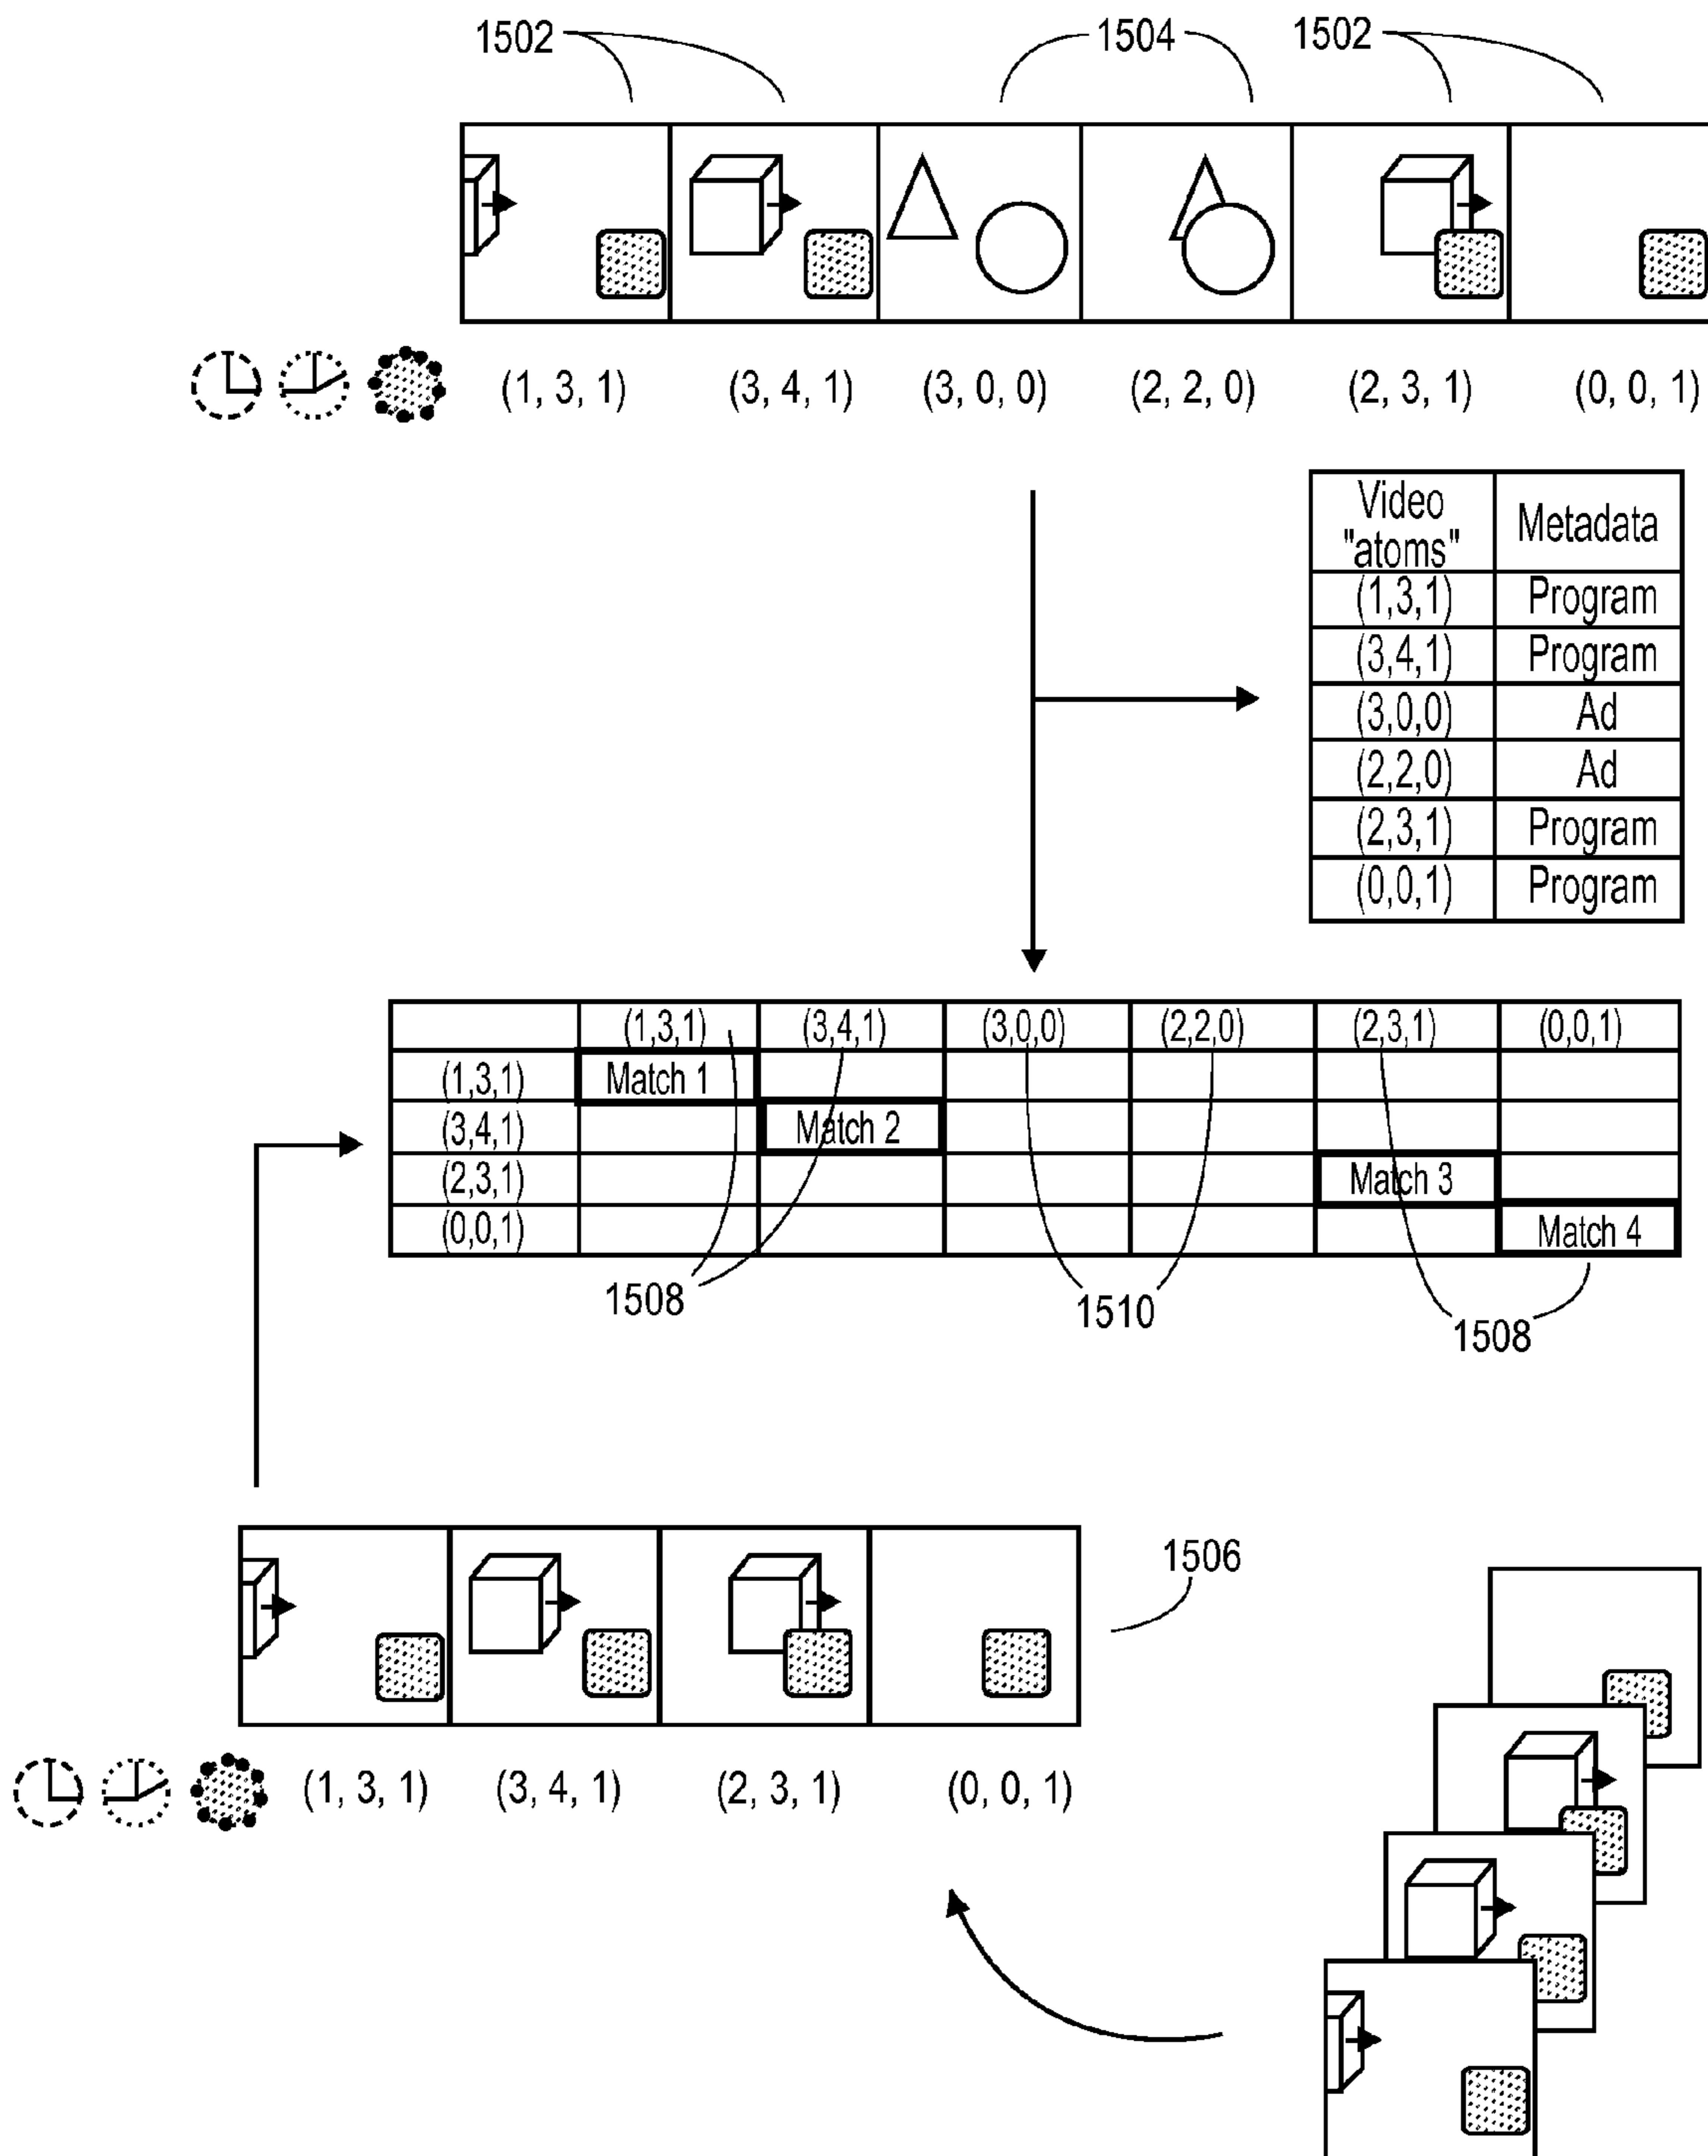 1502 1504 1502
(1, 3, 1) (3, 4, 1) (3, 0, 0) (2, 2, 0) (2, 3, 1) (0, 0, 1)
Video "atoms" Metadata
(1,3,1) Program
(3,4,1) Program
(3,0,0) Ad
(2,2,0) Ad
(2,3,1) Program
(0,0,1) Program
(1,3,1) (3,4,1) (3,0,0) (2,2,0) (2,3,1) (0,0,1)
(1,3,1) Match 1
(3,4,1) Match 2
(2,3,1) Match 3
(0,0,1) Match 4
1508 1510 1508
1506
(1, 3, 1) (3, 4, 1) (2, 3, 1) (0, 0, 1)